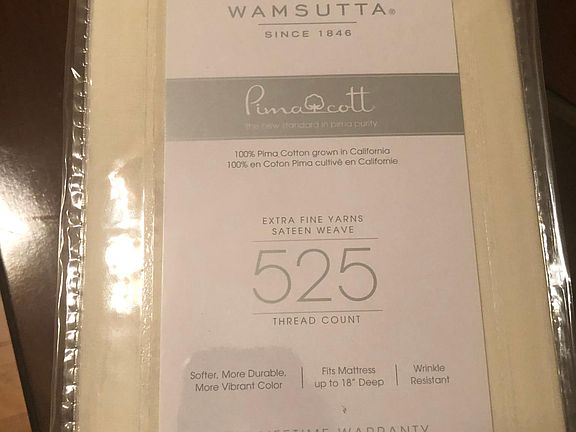 WAMSUTTA®
SINCE 1846
Pimacott
the new standard in pima purity
100% Pima Cotton grown in California
100% en Coton Pima cultivé en Californie
EXTRA FINE YARNS
SATEEN WEAVE
525
THREAD COUNT
Softer, More Durable,
More Vibrant Color
Fits Mattress
up to 18" Deep
Wrinkle
Resistant
LIFETIME WARRANTY